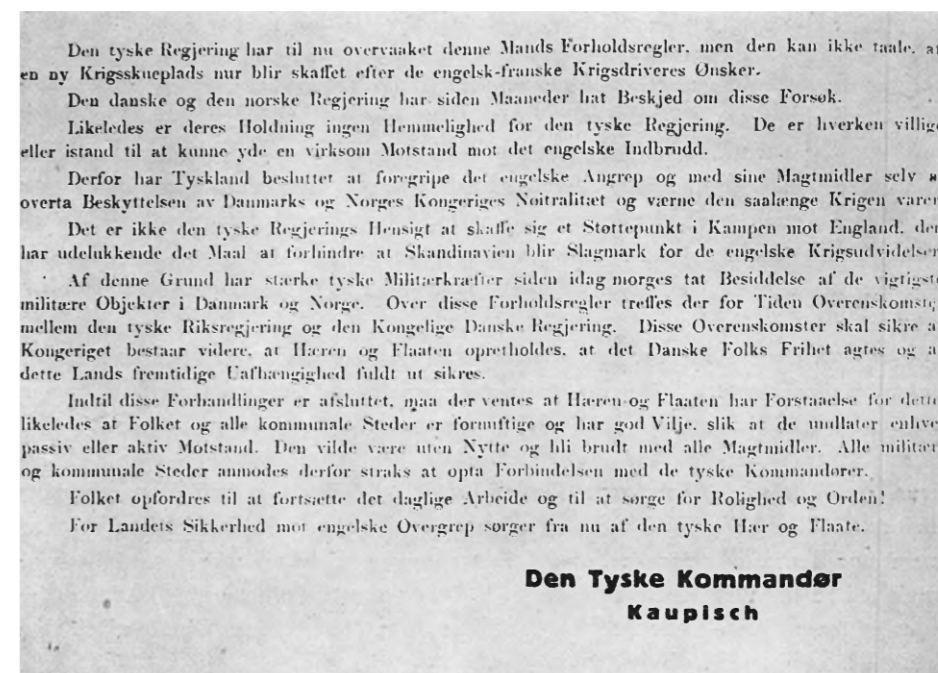 Den tyske Regjering har til nu overvaaket denne Mands Forholdsregler, men den kan ikke taale, at
en ny Krigsskueplads nur blir skaffet efter de engelsk-franske Krigsdriveres Ønsker.
Den danske og den norske Regjering har siden Maaneder hat Beskjed om disse Forsøk.
Likeledes er deres Holdning ingen Hemmelighed for den tyske Regjering. De er hverken villige
eller istand til at kunne yde en virksom Motstand mot det engelske Indbrudd.
Derfor har Tyskland besluttet at foregripe det engelske Angrep og med sine Magtmidler selv
overta Beskyttelsen av Danmarks og Norges Kongeriges Nøitralitæt og værne den saalænge Krigen varer
Det er ikke den tyske Regjerings Hensigt at skaffe sig et Støttepunkt i Kampen mot England, den
har udelukkende det Maal at forhindre at Skandinavien blir Slagmark for de engelske Krigsudvidelser
Af denne Grund har stærke tyske Militærkræfter siden idag morges tat Besiddelse af de vigtigste
militære Objekter i Danmark og Norge. Over disse Forholdsregler treffes der for Tiden Overenskomste
mellem den tyske Riksregjering og den Kongelige Danske Regjering. Disse Overenskomster skal sikre a
Kongeriget bestaar videre, at Hæren og Flaaten opretholdes, at det Danske Folks Frihet agtes og a
dette Lands fremtidige Uafhængighed fuldt ut sikres.
Indtil disse Forhandlinger er afsluttet, maa der ventes at Hæren og Flaaten har Forstaaelse for dette
likeledes at Folket og alle kommunale Steder er fornuftige og har god Vilje, slik at de undlater enhve
passiv eller aktiv Motstand. Den vilde være uten Nytte og bli brudt med alle Magtmidler. Alle militær
og kommunale Steder anmodes derfor straks at opta Forbindelsen med de tyske Kommandører.
Folket opfordres til at fortsætte det daglige Arbeide og til at sørge for Rolighed og Orden!
For Landets Sikkerhed mot engelske Overgrep sørger fra nu af den tyske Hær og Flaate.
Den Tyske Kommandør
Kaupisch